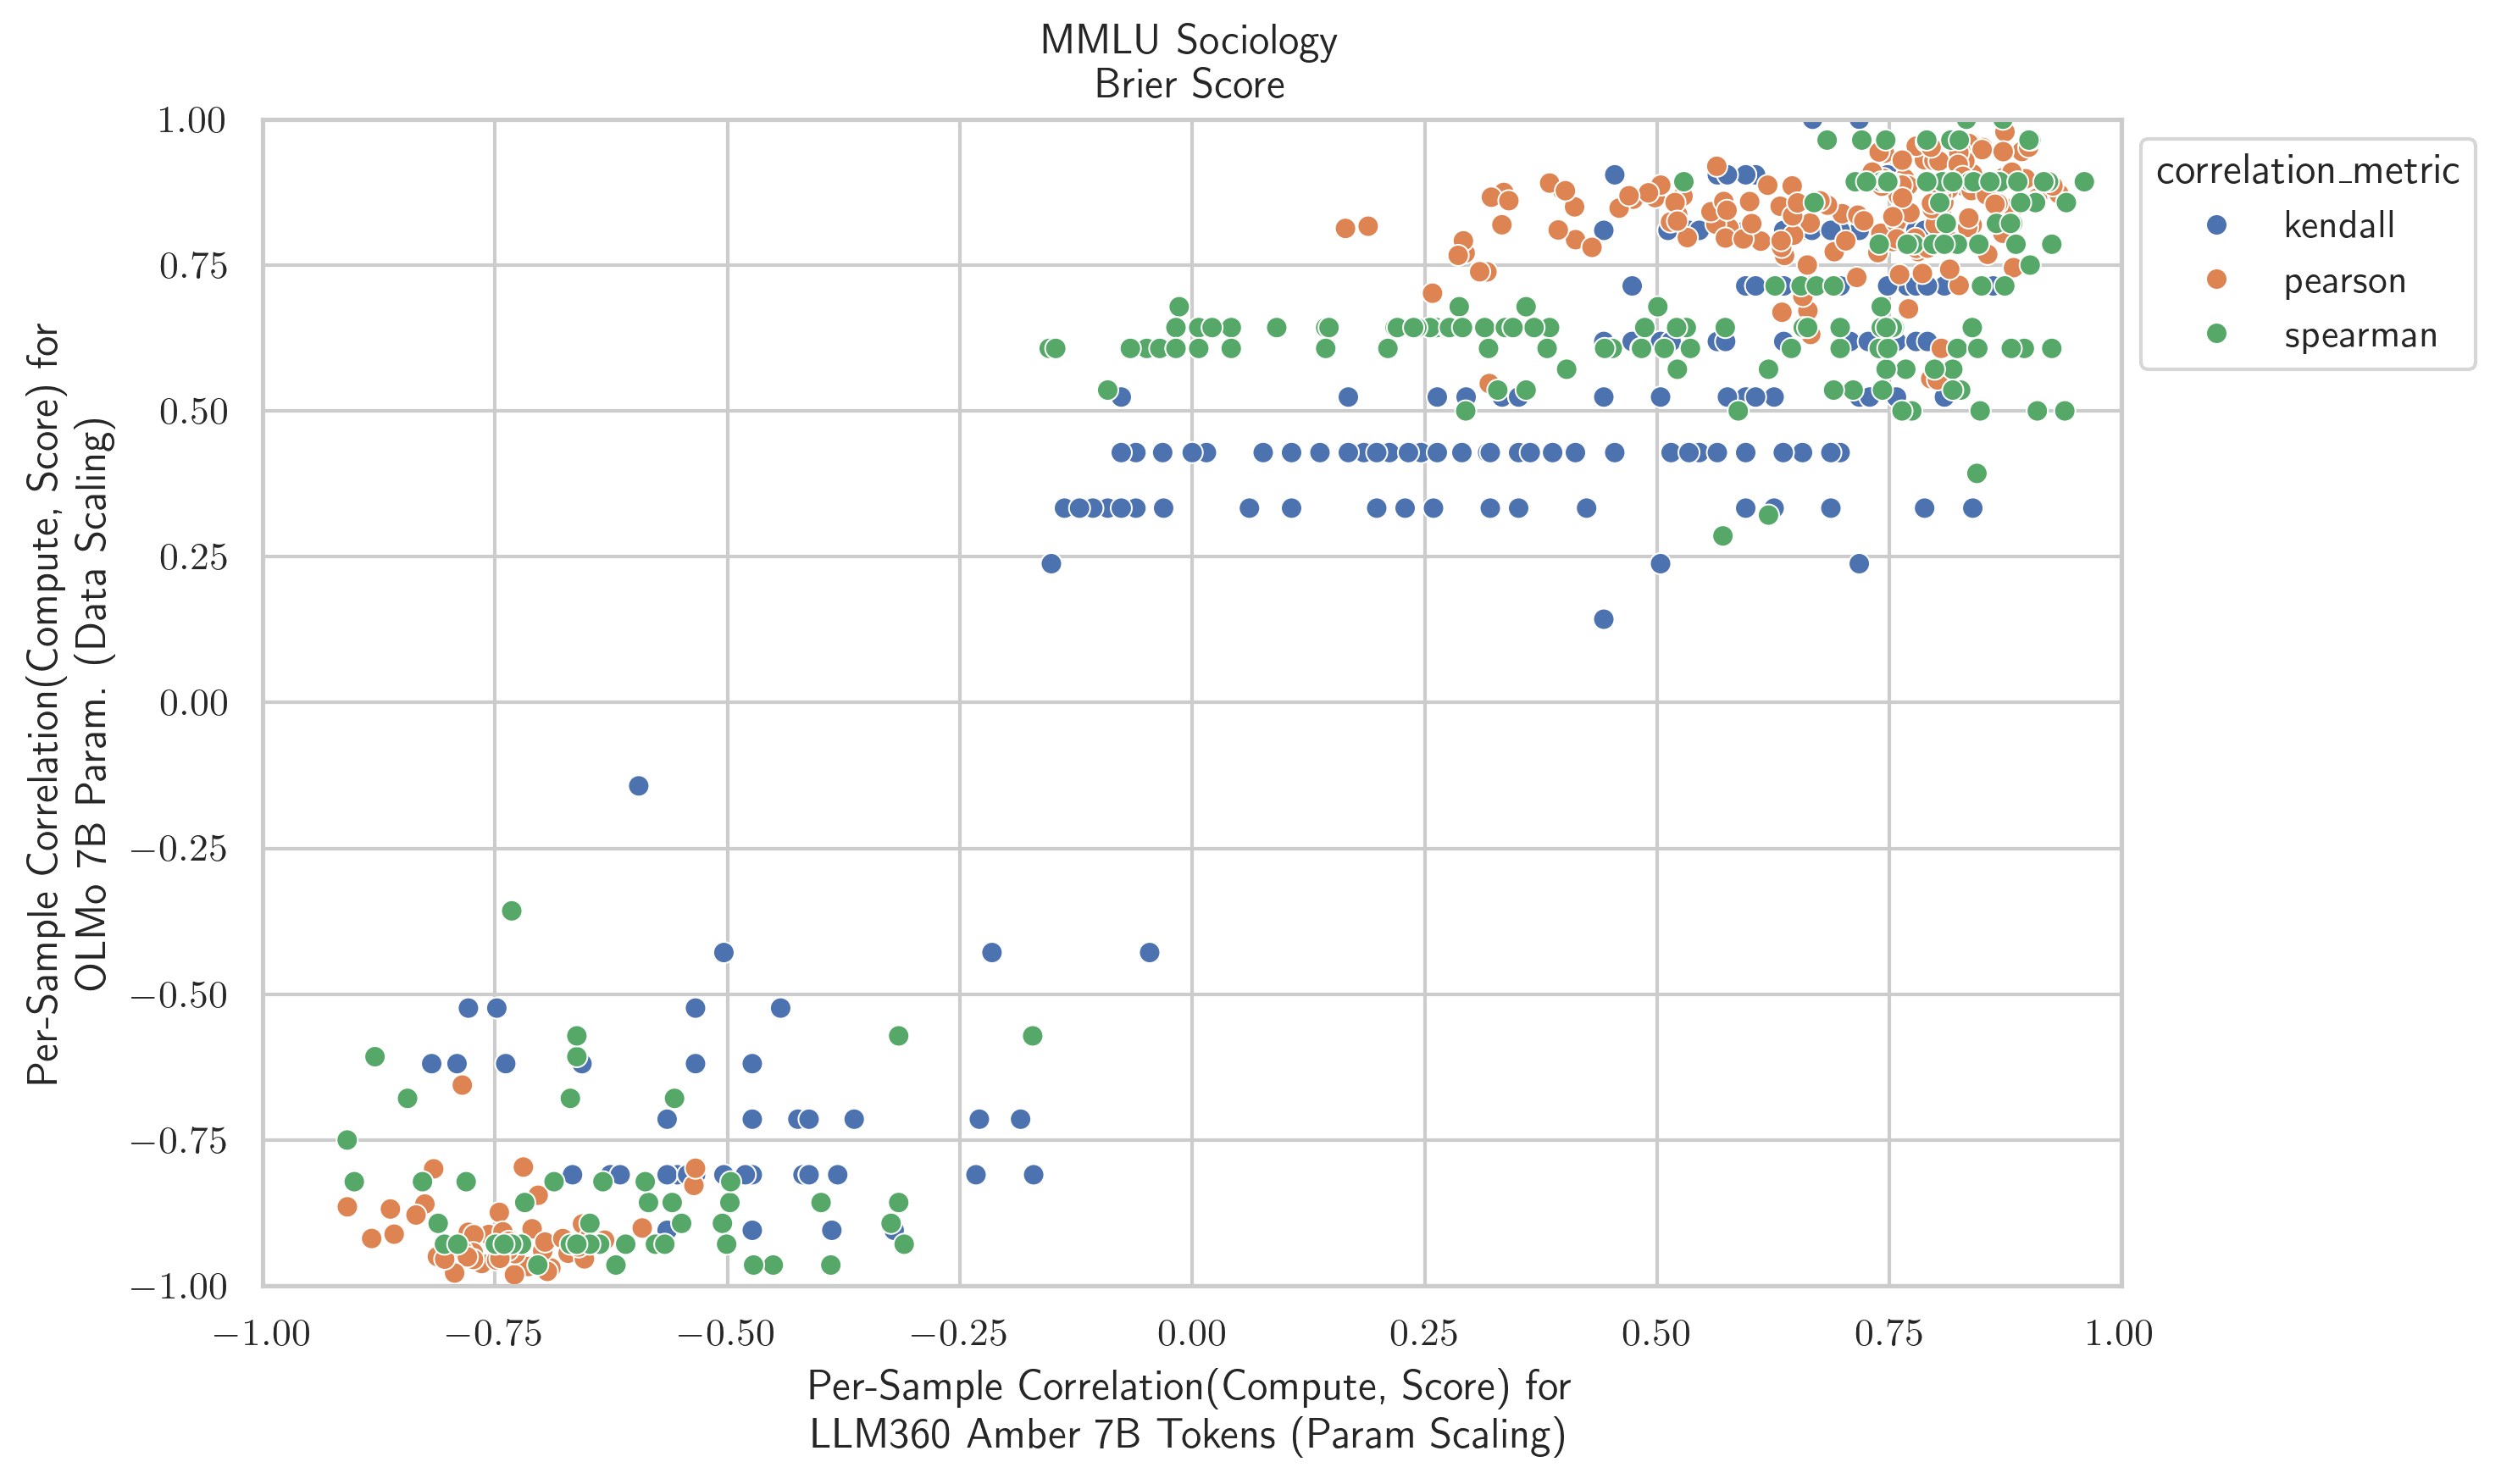 MMLU Sociology
Brier Score
Per-Sample Correlation(Compute, Score) for
OLMo 7B Param. (Data Scaling)
1.00
0.75
0.50
0.25
0.00
−0.25
−0.50
−0.75
−1.00
−1.00 −0.75 −0.50 −0.25 0.00 0.25 0.50 0.75 1.00
Per-Sample Correlation(Compute, Score) for
LLM360 Amber 7B Tokens (Param Scaling)
correlation_metric
kendall
pearson
spearman